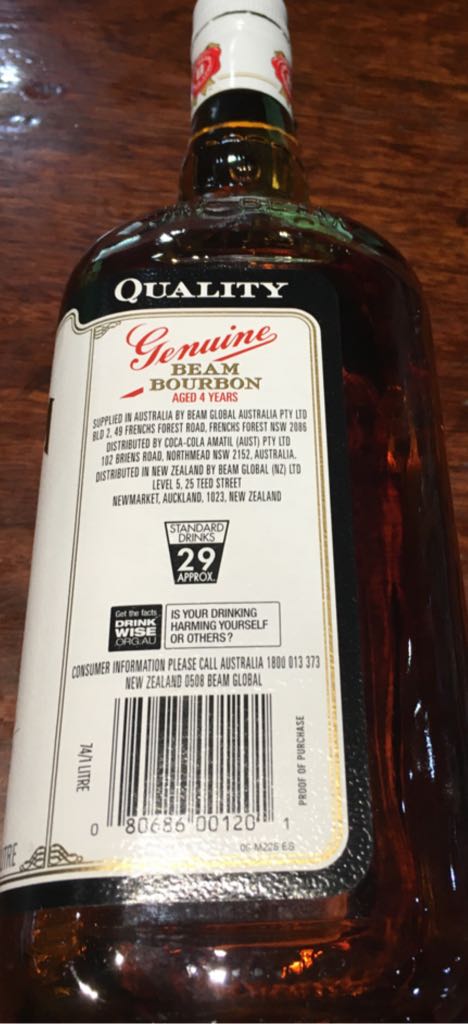 QUALITY
Genuine
BEAM
BOURBON
AGED 4 YEARS
SUPPLIED IN AUSTRALIA BY BEAM GLOBAL AUSTRALIA PTY LTD
BLD 2, 49 FRENCHS FOREST ROAD, FRENCHS FOREST NSW 2086
DISTRIBUTED BY COCA-COLA AMATIL (AUST) PTY LTD
102 BRIENS ROAD, NORTHMEAD NSW 2152, AUSTRALIA.
DISTRIBUTED IN NEW ZEALAND BY BEAM GLOBAL (NZ) LTD
LEVEL 5, 25 TEED STREET
NEWMARKET, AUCKLAND, 1023, NEW ZEALAND
STANDARD
DRINKS
29
APPROX.
Get the facts
DRINK
WISE
.ORG.AU
IS YOUR DRINKING
HARMING YOURSELF
OR OTHERS?
CONSUMER INFORMATION PLEASE CALL AUSTRALIA 1800 013 373
NEW ZEALAND 0508 BEAM GLOBAL
74/1 LITRE
PROOF OF PURCHASE
0 80686 00120 1